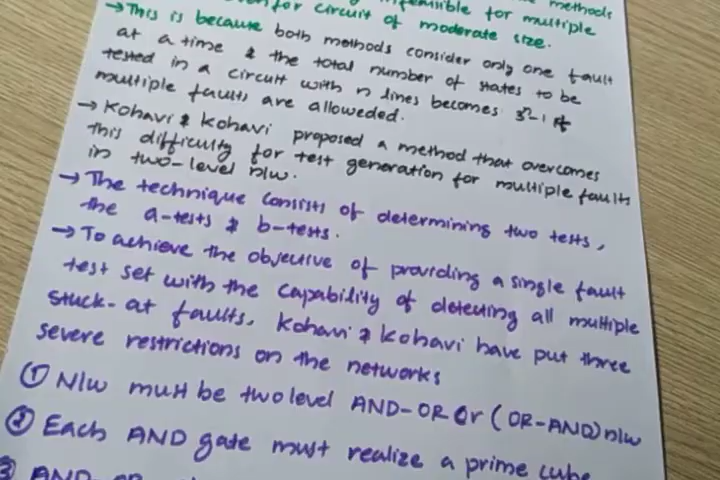 methods
for circuit of moderate size. for multiple
→ This is because both methods consider only one fault
at a time & the total number of states to be
tested in a circuit with n lines becomes 3ⁿ-1 if
multiple faults are alloweded.
→ Kohavi & Kohavi proposed a method that overcomes
this difficulty for test generation for multiple faults
in two-level n/w.
→ The technique consists of determining two tests,
the a-tests & b-tests.
→ To achieve the objective of providing a single fault
test set with the capability of detecting all multiple
stuck-at faults, Kohavi & Kohavi have put three
severe restrictions on the networks
① N/w must be two level AND-OR or (OR-AND) n/w
② Each AND gate must realize a prime cube
③ AND-OR